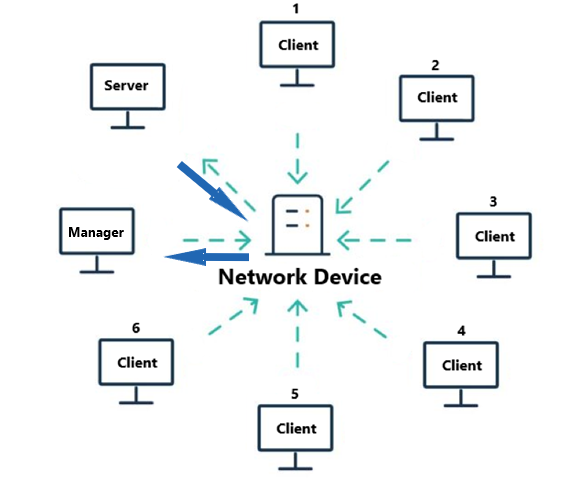 1
Client
2
Client
Server
3
Client
Manager
Network Device
6
Client
4
Client
5
Client